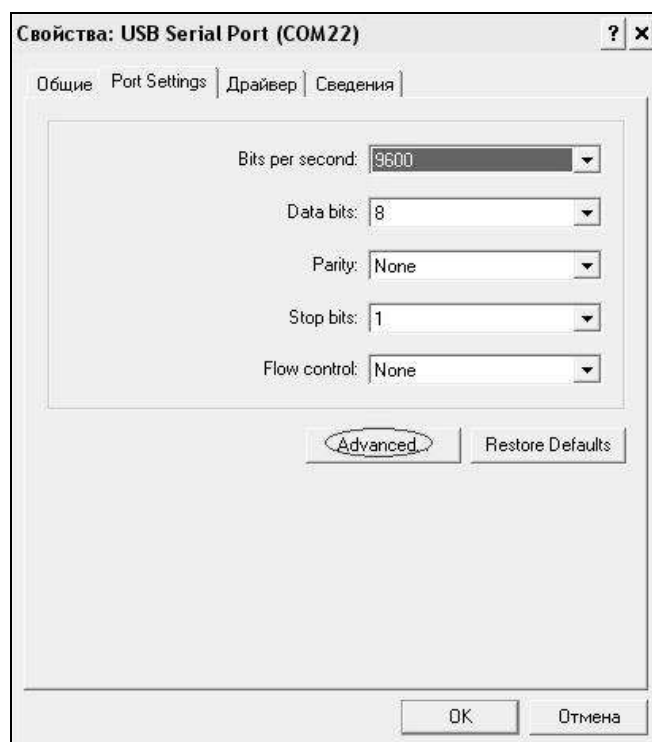 Свойства: USB Serial Port (COM22) ? ×
Общие Port Settings Драйвер Сведения
Bits per second: 9600
Data bits: 8
Parity: None
Stop bits: 1
Flow control: None
Advanced... Restore Defaults
OK Отмена